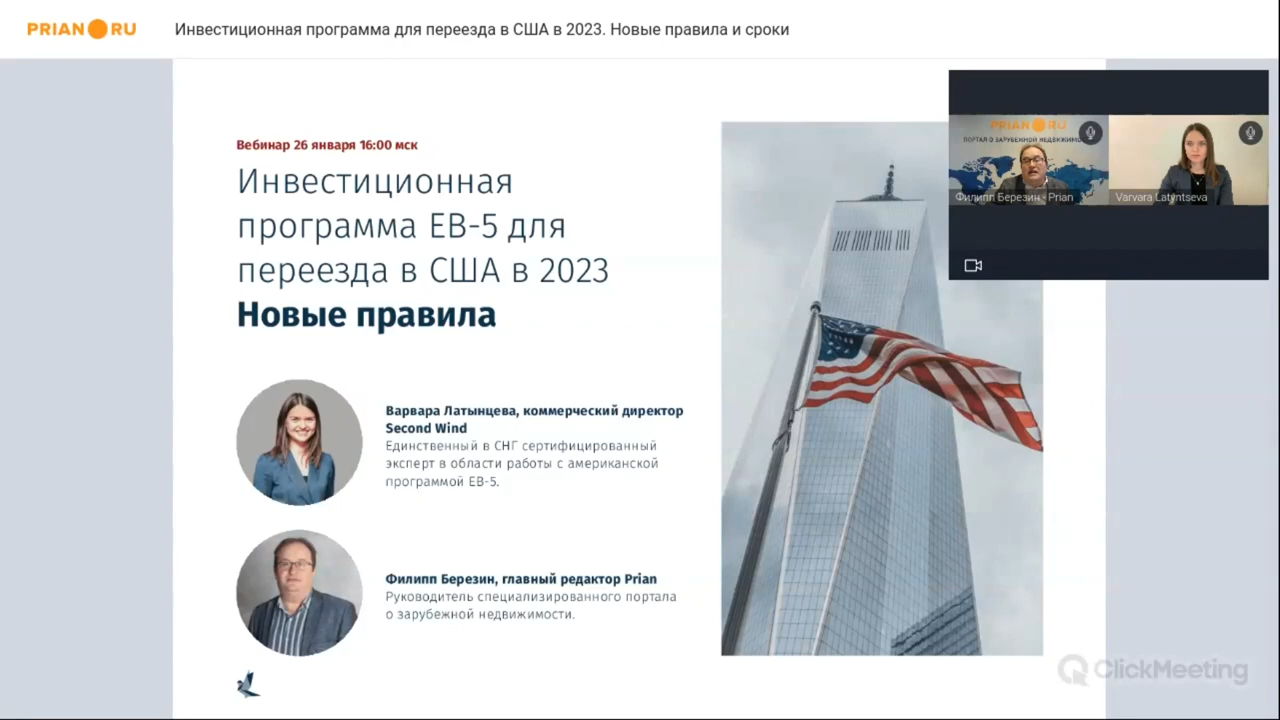 PRIAN RU
Инвестиционная программа для переезда в США в 2023. Новые правила и сроки
Вебинар 26 января 16:00 мск
Инвестиционная
программа EB-5 для
переезда в США в 2023
Новые правила
Варвара Латынцева, коммерческий директор
Second Wind
Единственный в СНГ сертифицированный
эксперт в области работы с американской
программой EB-5.
Филипп Березин, главный редактор Prian
Руководитель специализированного портала
о зарубежной недвижимости.
PRIAN RU
ПОРТАЛ О ЗАРУБЕЖНОЙ НЕДВИЖИМО
Филипп Березин - Prian
Varvara Latyntseva
ClickMeeting